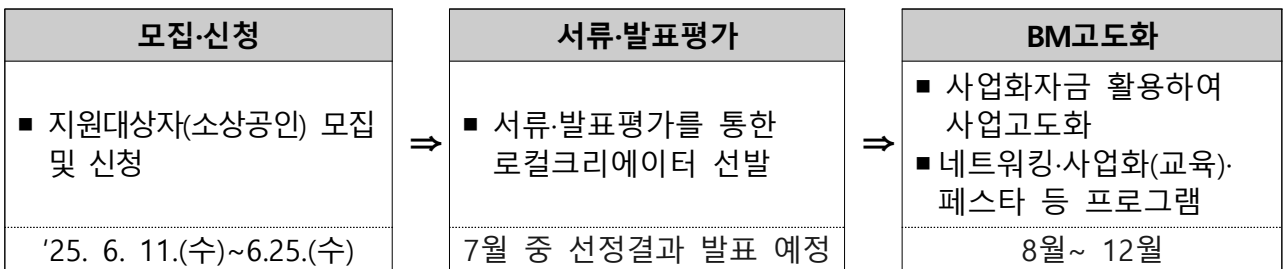 모집·신청
■ 지원대상자(소상공인) 모집
및 신청
'25. 6. 11.(수)~6.25.(수)
⇒
서류·발표평가
■ 서류·발표평가를 통한
로컬크리에이터 선발
7월 중 선정결과 발표 예정
⇒
BM고도화
■ 사업화자금 활용하여
사업고도화
■ 네트워킹·사업화(교육)·
페스타 등 프로그램
8월~ 12월